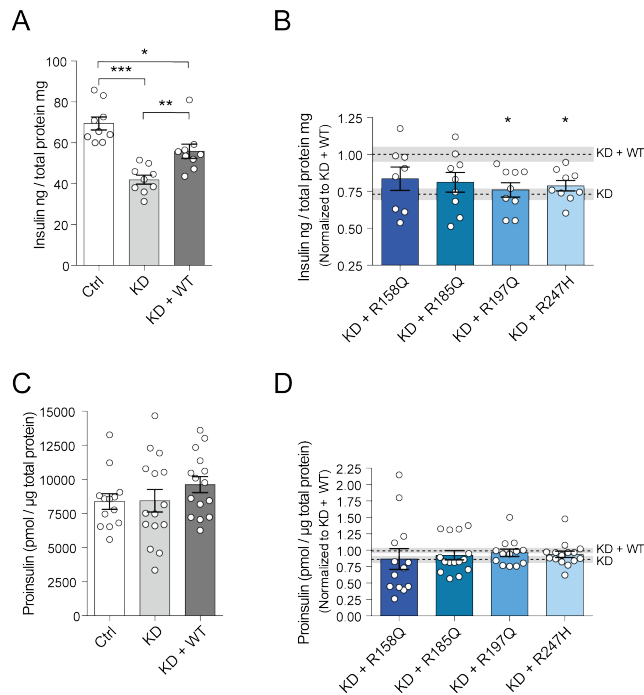 A
Insulin ng / total protein mg
100
80
60
40
20
0
*
***
**
Ctrl
KD
KD + WT
B
Insulin ng / total protein mg
(Normalized to KD + WT)
1.25
1.00
0.75
0.50
0.25
*
*
KD + WT
KD
KD + R158Q
KD + R185Q
KD + R197Q
KD + R247H
C
Proinsulin (pmol / µg total protein)
15000
12500
10000
7500
5000
2500
0
Ctrl
KD
KD + WT
D
Proinsulin (pmol / µg total protein)
(Normalized to KD + WT)
2.25
2.00
1.75
1.50
1.25
1.00
0.75
0.50
0.25
0.00
KD + WT
KD
KD + R158Q
KD + R185Q
KD + R197Q
KD + R247H